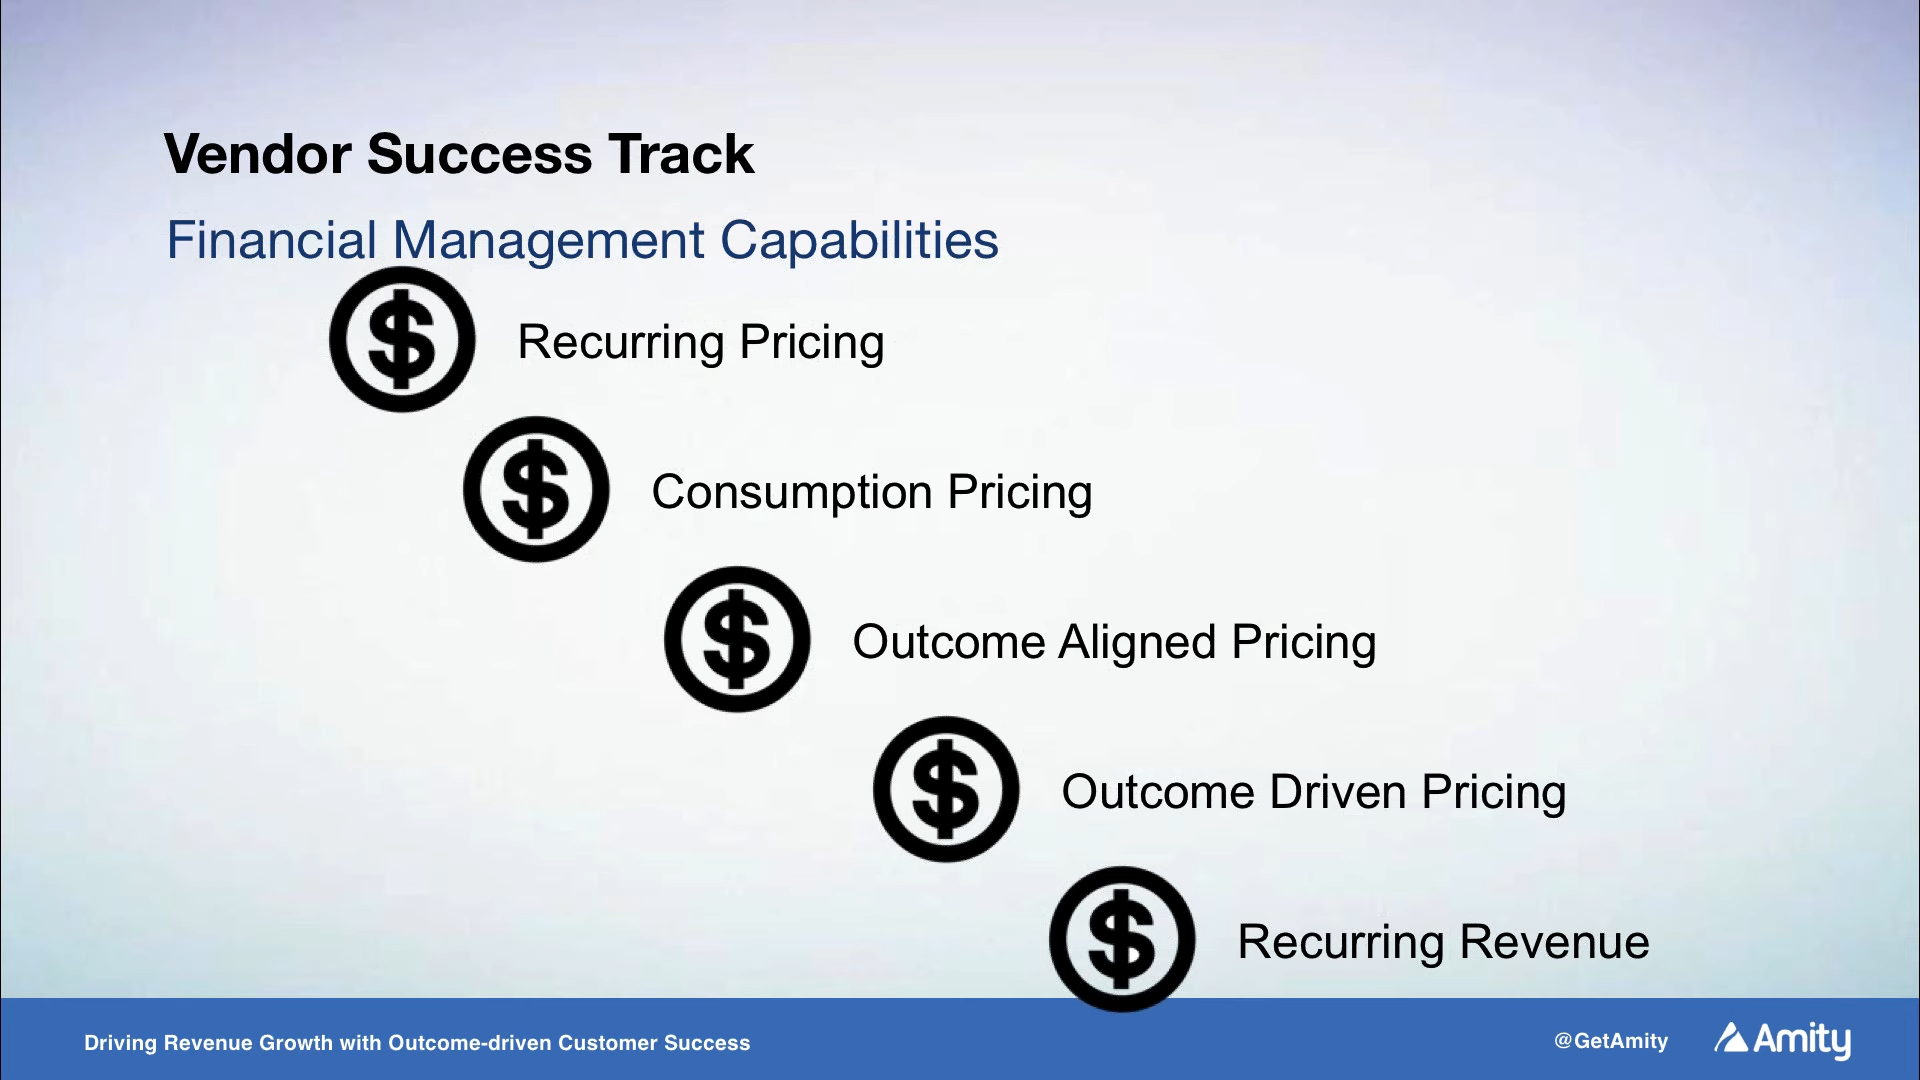 Vendor Success Track
Financial Management Capabilities
$ Recurring Pricing
$ Consumption Pricing
$ Outcome Aligned Pricing
$ Outcome Driven Pricing
$ Recurring Revenue
Driving Revenue Growth with Outcome-driven Customer Success
@GetAmity
Amity